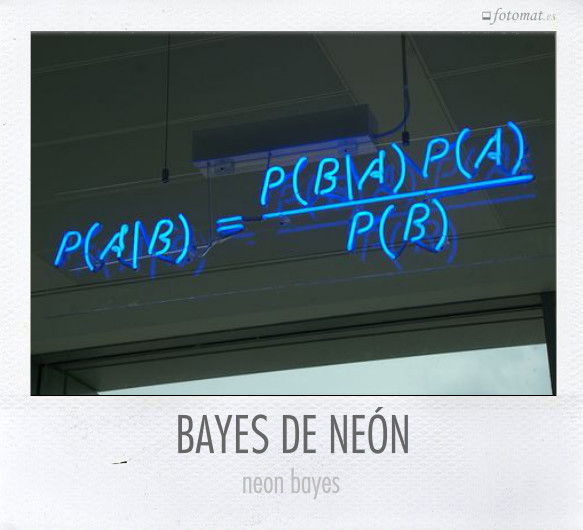 fotomat.es
P(A|B) = P(B|A) P(A)
P(B)
BAYES DE NEÓN
neon bayes